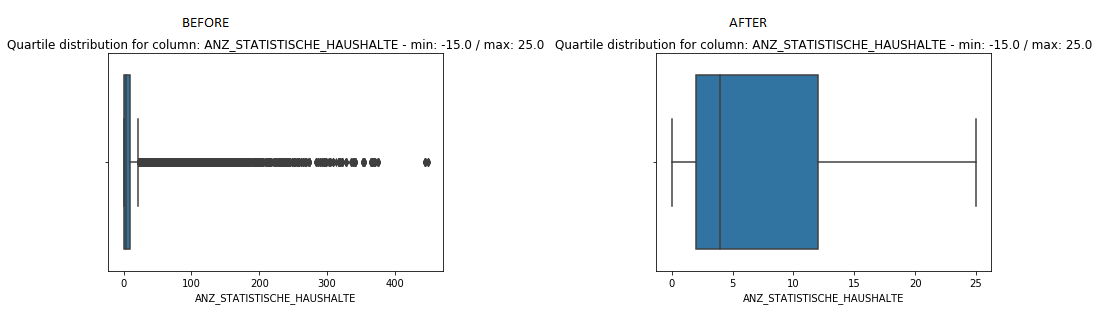 BEFORE
Quartile distribution for column: ANZ_STATISTISCHE_HAUSHALTE - min: -15.0 / max: 25.0
0 100 200 300 400
ANZ_STATISTISCHE_HAUSHALTE
AFTER
Quartile distribution for column: ANZ_STATISTISCHE_HAUSHALTE - min: -15.0 / max: 25.0
0 5 10 15 20 25
ANZ_STATISTISCHE_HAUSHALTE